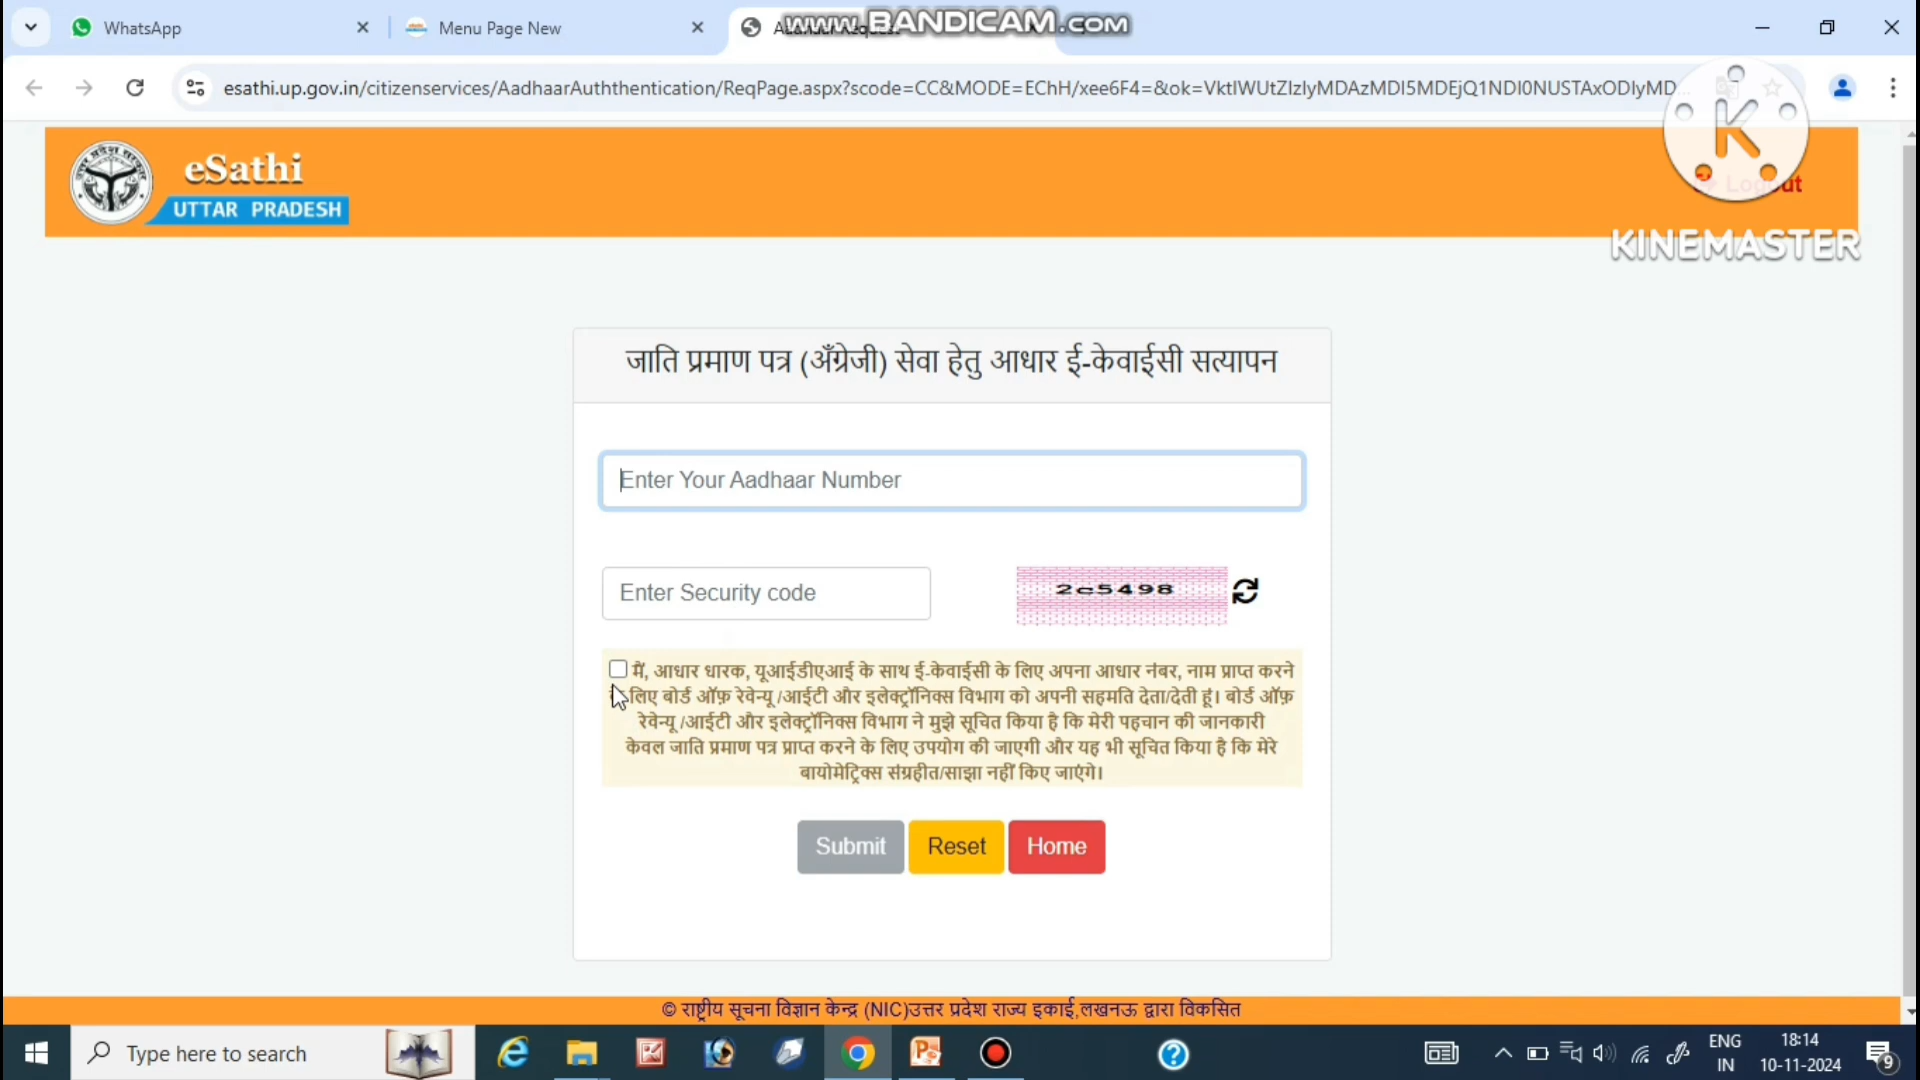 WhatsApp
Menu Page New
www.BANDICAM.com
esathi.up.gov.in/citizenservices/AadhaarAuththentication/ReqPage.aspx?scode=CC&MODE=EChH/xee6F4=&ok=VktIWUtZIzIyMDAzMDI5MDEjQ1NDI0NUSTAxODIyMD...
eSathi
UTTAR PRADESH
Logout
K
KINEMASTER
जाति प्रमाण पत्र (अँग्रेजी) सेवा हेतु आधार ई-केवाईसी सत्यापन
Enter Your Aadhaar Number
Enter Security code
2c5498
मैं, आधार धारक, यूआईडीएआई के साथ ई-केवाईसी के लिए अपना आधार नंबर, नाम प्राप्त करने
लिए बोर्ड ऑफ़ रेवेन्यू /आईटी और इलेक्ट्रॉनिक्स विभाग को अपनी सहमति देता/देती हूं। बोर्ड ऑफ़
रेवेन्यू /आईटी और इलेक्ट्रॉनिक्स विभाग ने मुझे सूचित किया है कि मेरी पहचान की जानकारी
केवल जाति प्रमाण पत्र प्राप्त करने के लिए उपयोग की जाएगी और यह भी सूचित किया है कि मेरे
बायोमेट्रिक्स संग्रहीत/साझा नहीं किए जाएंगे।
Submit Reset Home
© राष्ट्रीय सूचना विज्ञान केन्द्र (NIC)उत्तर प्रदेश राज्य इकाई,लखनऊ द्वारा विकसित
Type here to search
ENG
IN
18:14
10-11-2024
9